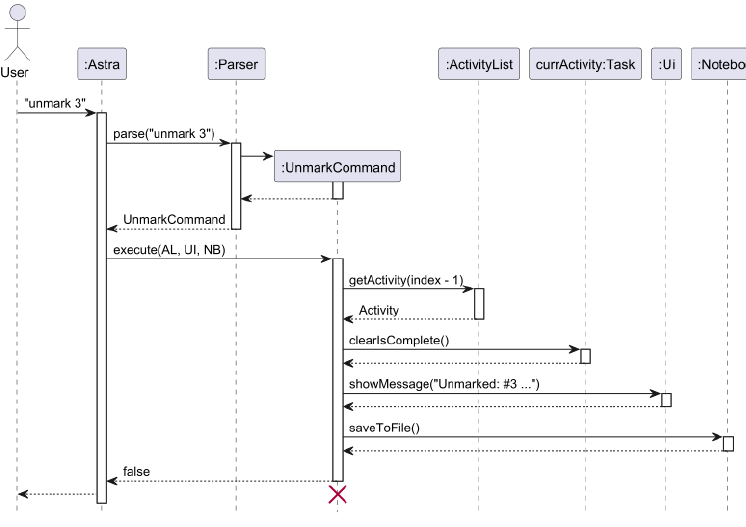 User
:Astra
:Parser
:ActivityList
currActivity:Task
:Ui
:Noteboo
"unmark 3"
parse("unmark 3")
:UnmarkCommand
UnmarkCommand
execute(AL, UI, NB)
getActivity(index - 1)
Activity
clearIsComplete()
showMessage("Unmarked: #3 ...")
saveToFile()
false